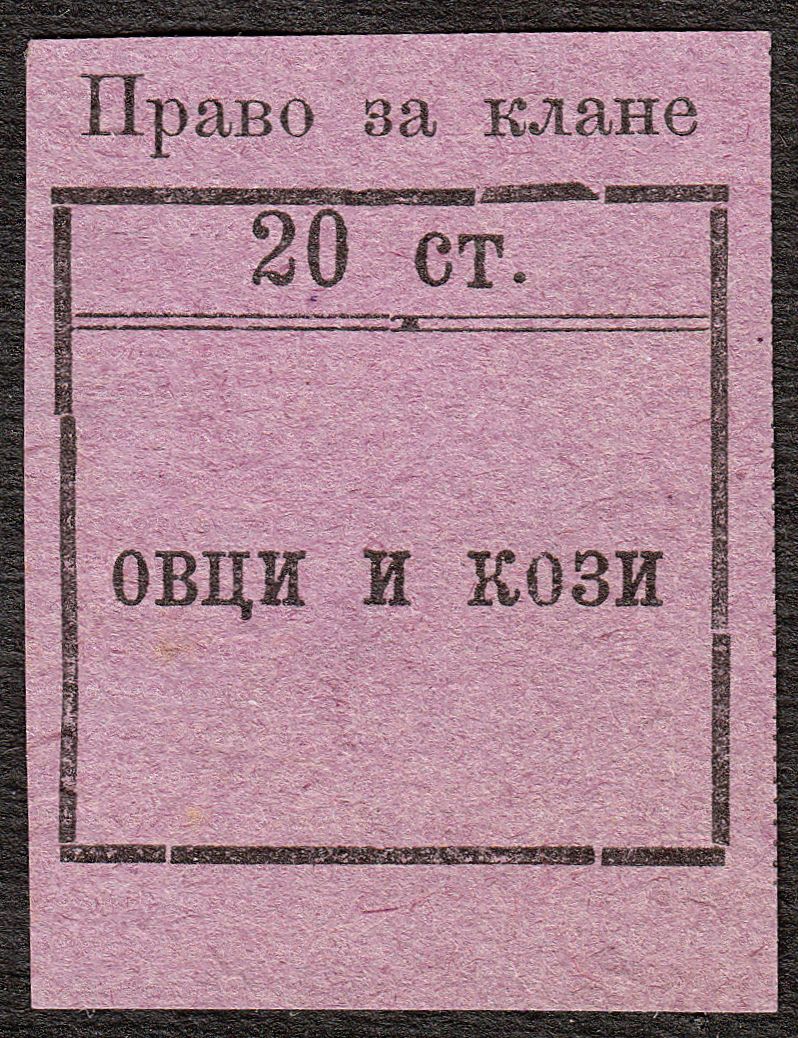 Право за клане
20 ст.
овци и кози